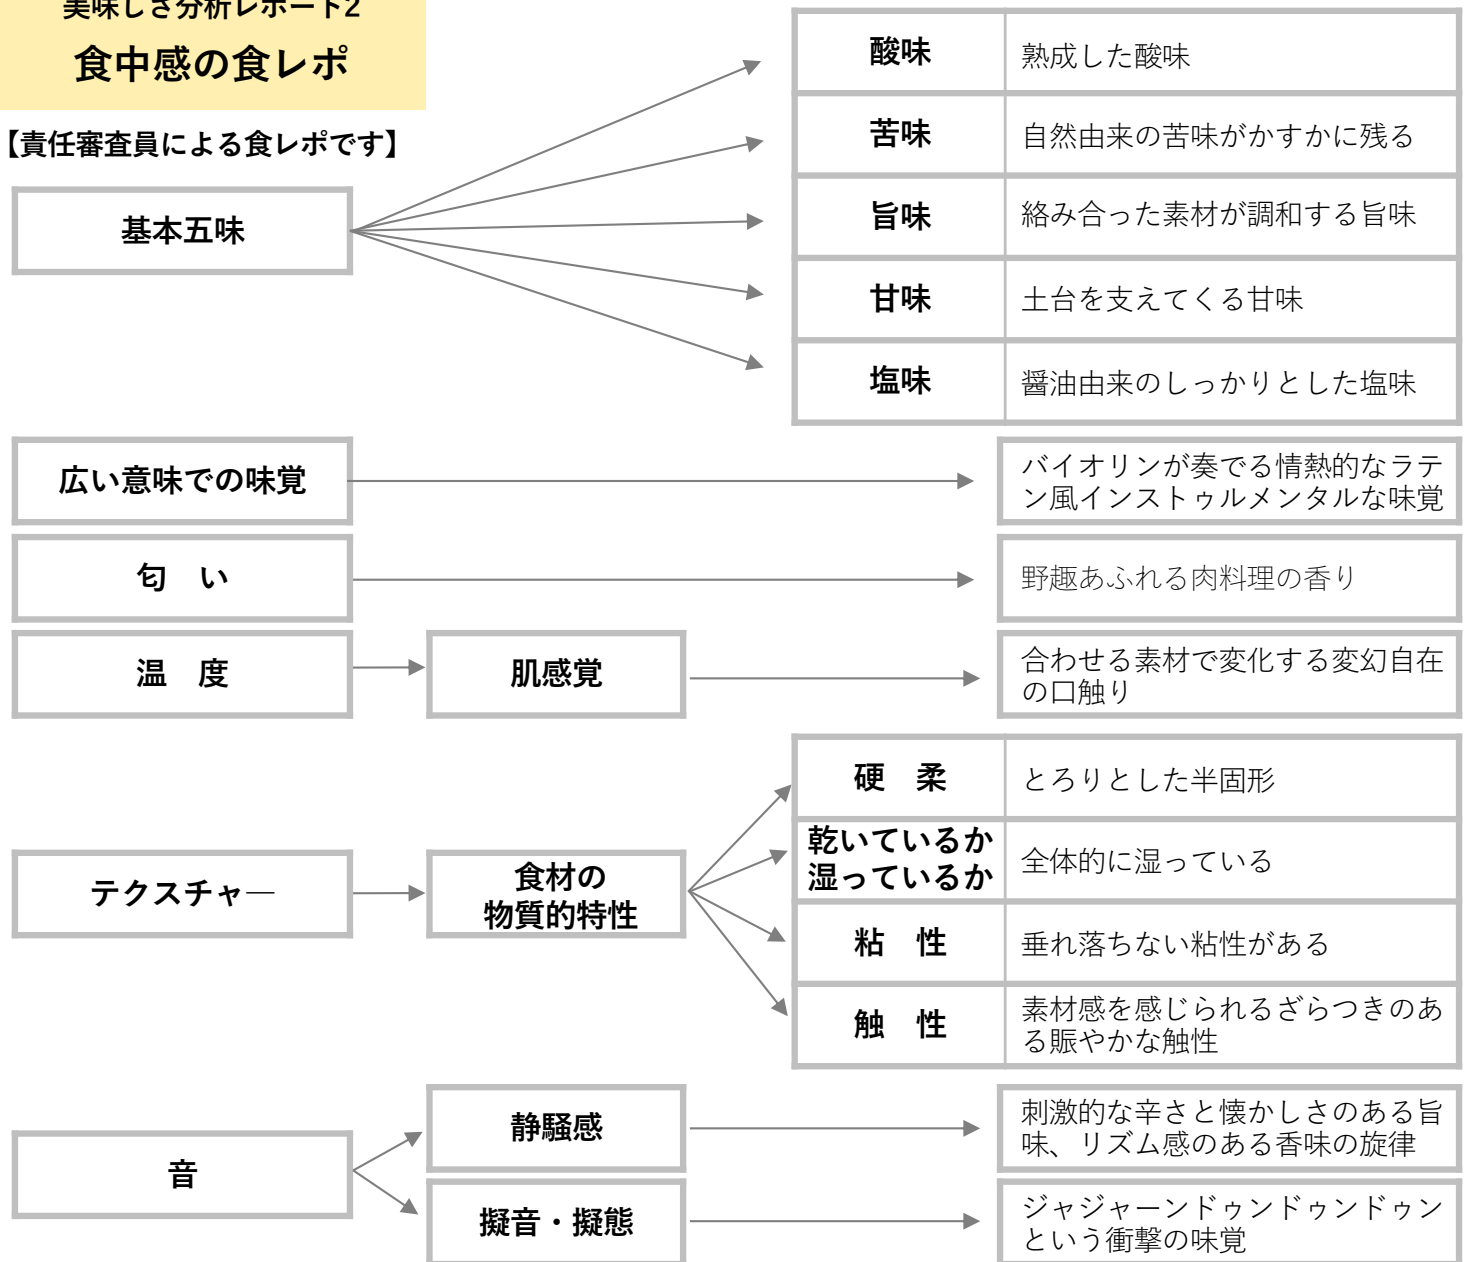 美味しさ分析レポート2
食中感の食レポ
【責任審査員による食レポです】
基本五味
酸味 熟成した酸味
苦味 自然由来の苦味がかすかに残る
旨味 絡み合った素材が調和する旨味
甘味 土台を支えてくる甘味
塩味 醤油由来のしっかりとした塩味
広い意味での味覚
バイオリンが奏でる情熱的なラテ
ン風インストゥルメンタルな味覚
匂　い
野趣あふれる肉料理の香り
温　度
肌感覚
合わせる素材で変化する変幻自在
の口触り
テクスチャ―
食材の
物質的特性
硬　柔 とろりとした半固形
乾いているか
湿っているか
全体的に湿っている
粘　性 垂れ落ちない粘性がある
触　性
素材感を感じられるざらつきのあ
る賑やかな触性
音
静騒感
刺激的な辛さと懐かしさのある旨
味、リズム感のある香味の旋律
擬音・擬態
ジャジャーンドゥンドゥンドゥン
という衝撃の味覚